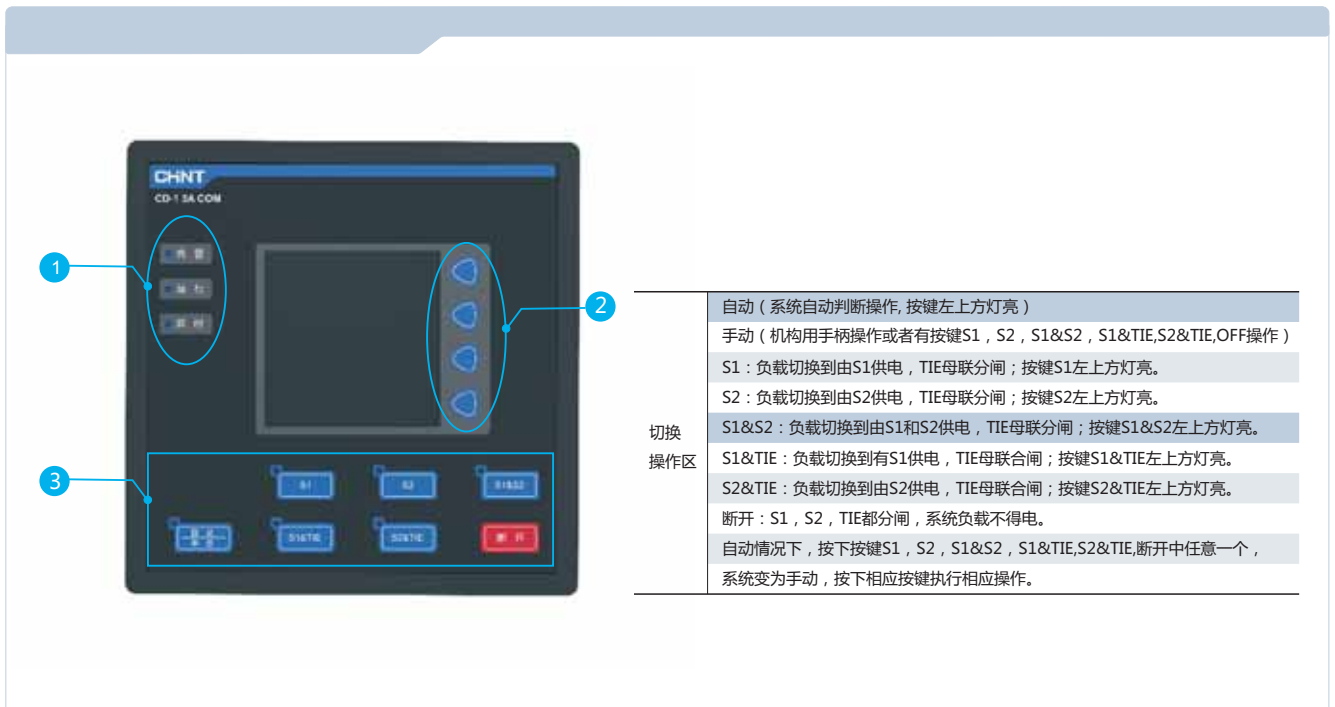 CHNT
CD-1 3A COM
1
2
3
S1
S2
S1&S2
S1&TIE
S2&TIE
断 开
切换
操作区
自动（系统自动判断操作, 按键左上方灯亮）
手动（机构用手柄操作或者有按键S1，S2，S1&S2，S1&TIE,S2&TIE,OFF操作）
S1：负载切换到由S1供电，TIE母联分闸；按键S1左上方灯亮。
S2：负载切换到由S2供电，TIE母联分闸；按键S2左上方灯亮。
S1&S2：负载切换到由S1和S2供电，TIE母联分闸；按键S1&S2左上方灯亮。
S1&TIE：负载切换到有S1供电，TIE母联合闸；按键S1&TIE左上方灯亮。
S2&TIE：负载切换到由S2供电，TIE母联合闸；按键S2&TIE左上方灯亮。
断开：S1，S2，TIE都分闸，系统负载不得电。
自动情况下，按下按键S1，S2，S1&S2，S1&TIE,S2&TIE,断开中任意一个，
系统变为手动，按下相应按键执行相应操作。